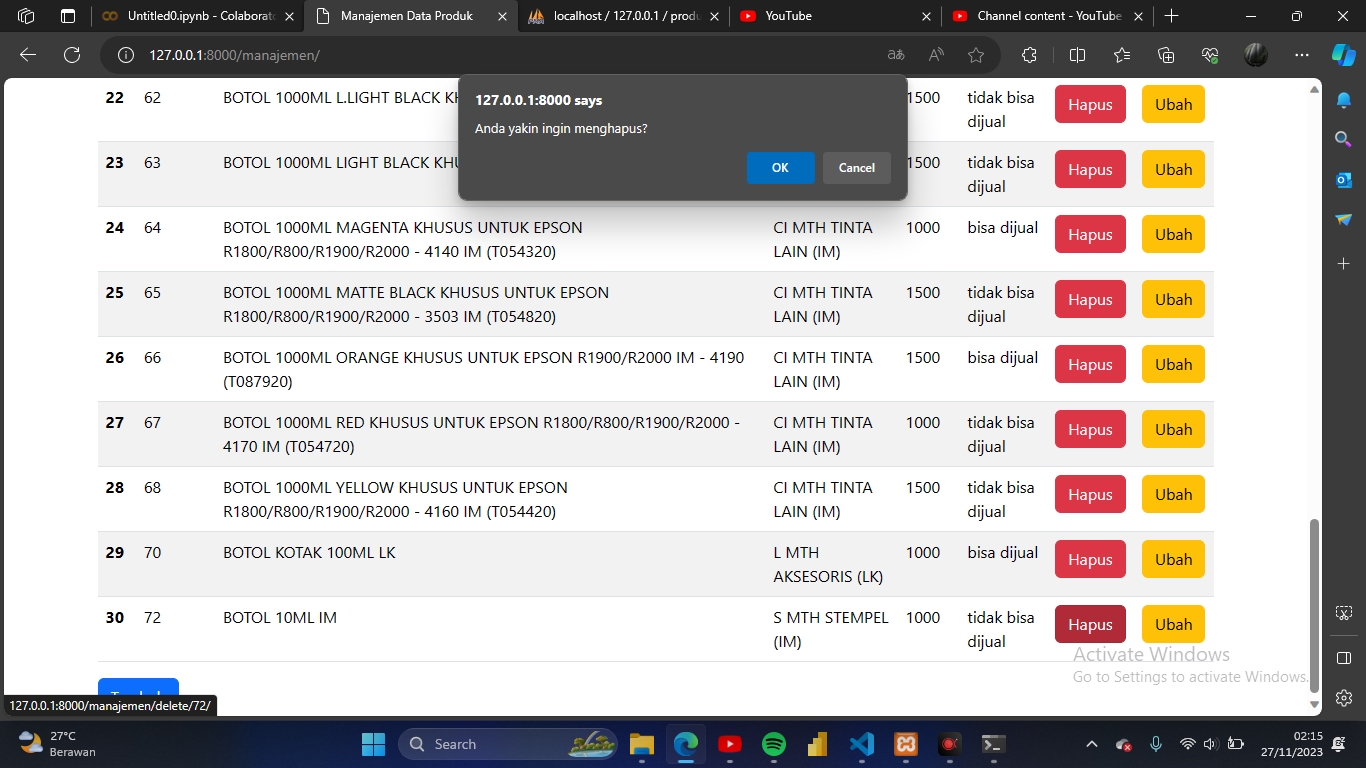 Untitled0.ipynb - Colaborato
Manajemen Data Produk
localhost / 127.0.0.1 / produ
YouTube
Channel content - YouTube
127.0.0.1:8000/manajemen/
127.0.0.1:8000 says
Anda yakin ingin menghapus?
OK Cancel
22 62 BOTOL 1000ML L.LIGHT BLACK KH 1500 tidak bisa Hapus Ubah
dijual
23 63 BOTOL 1000ML LIGHT BLACK KHU 1500 tidak bisa Hapus Ubah
dijual
24 64 BOTOL 1000ML MAGENTA KHUSUS UNTUK EPSON CI MTH TINTA 1000 bisa dijual Hapus Ubah
R1800/R800/R1900/R2000 - 4140 IM (T054320) LAIN (IM)
25 65 BOTOL 1000ML MATTE BLACK KHUSUS UNTUK EPSON CI MTH TINTA 1500 tidak bisa Hapus Ubah
R1800/R800/R1900/R2000 - 3503 IM (T054820) LAIN (IM) dijual
26 66 BOTOL 1000ML ORANGE KHUSUS UNTUK EPSON R1900/R2000 IM - 4190 CI MTH TINTA 1500 bisa dijual Hapus Ubah
(T087920) LAIN (IM)
27 67 BOTOL 1000ML RED KHUSUS UNTUK EPSON R1800/R800/R1900/R2000 - CI MTH TINTA 1000 tidak bisa Hapus Ubah
4170 IM (T054720) LAIN (IM) dijual
28 68 BOTOL 1000ML YELLOW KHUSUS UNTUK EPSON CI MTH TINTA 1500 tidak bisa Hapus Ubah
R1800/R800/R1900/R2000 - 4160 IM (T054420) LAIN (IM) dijual
29 70 BOTOL KOTAK 100ML LK L MTH 1000 bisa dijual Hapus Ubah
AKSESORIS (LK)
30 72 BOTOL 10ML IM S MTH STEMPEL 1000 tidak bisa Hapus Ubah
(IM) dijual
Activate Windows
Go to Settings to activate Windows.
127.0.0.1:8000/manajemen/delete/72/
27°C
Berawan
Search
02:15
27/11/2023